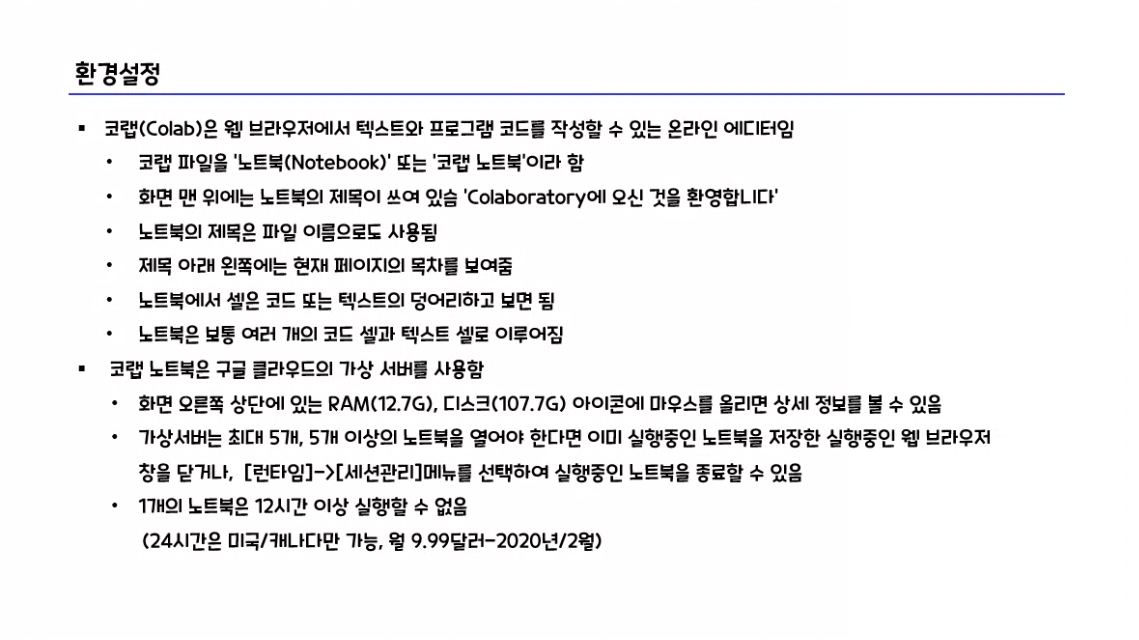 환경설정
▪ 코랩(Colab)은 웹 브라우저에서 텍스트와 프로그램 코드를 작성할 수 있는 온라인 에디터임
• 코랩 파일을 '노트북(Notebook)' 또는 '코랩 노트북'이라 함
• 화면 맨 위에는 노트북의 제목이 쓰여 있슴 'Colaboratory에 오신 것을 환영합니다'
• 노트북의 제목은 파일 이름으로도 사용됨
• 제목 아래 왼쪽에는 현재 페이지의 목차를 보여줌
• 노트북에서 셀은 코드 또는 텍스트의 덩어리하고 보면 됨
• 노트북은 보통 여러 개의 코드 셀과 텍스트 셀로 이루어짐
▪ 코랩 노트북은 구글 클라우드의 가상 서버를 사용함
• 화면 오른쪽 상단에 있는 RAM(12.7G), 디스크(107.7G) 아이콘에 마우스를 올리면 상세 정보를 볼 수 있음
• 가상서버는 최대 5개, 5개 이상의 노트북을 열어야 한다면 이미 실행중인 노트북을 저장한 실행중인 웹 브라우저
창을 닫거나, [런타임]->[세션관리]메뉴를 선택하여 실행중인 노트북을 종료할 수 있음
• 1개의 노트북은 12시간 이상 실행할 수 없음
(24시간은 미국/캐나다만 가능, 월 9.99달러-2020년/2월)